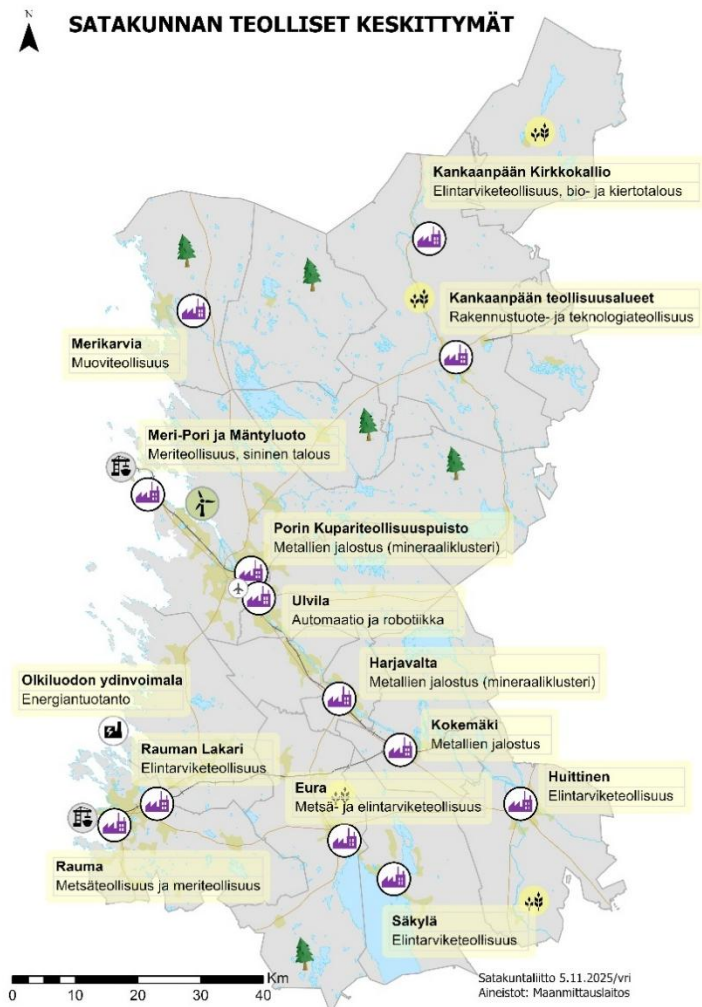 N
SATAKUNNAN TEOLLISET KESKITTYMÄT
Kankaanpään Kirkkokallio
Elintarviketeollisuus, bio- ja kiertotalous
Kankaanpään teollisuusalueet
Rakennustuote- ja teknologiateollisuus
Merikarvia
Muoviteollisuus
Meri-Pori ja Mäntyluoto
Meriteollisuus, sininen talous
Porin Kupariteollisuuspuisto
Metallien jalostus (mineraaliklusteri)
Ulvila
Automaatio ja robotiikka
Harjavalta
Metallien jalostus (mineraaliklusteri)
Olkiluodon ydinvoimala
Energiantuotanto
Kokemäki
Metallien jalostus
Rauman Lakari
Elintarviketeollisuus
Eura
Metsä- ja elintarviketeollisuus
Huittinen
Elintarviketeollisuus
Rauma
Metsäteollisuus ja meriteollisuus
Säkylä
Elintarviketeollisuus
Km
0 10 20 40
Satakuntaliitto 5.11.2025/vri
Aineistot: Maanmittauslaitos